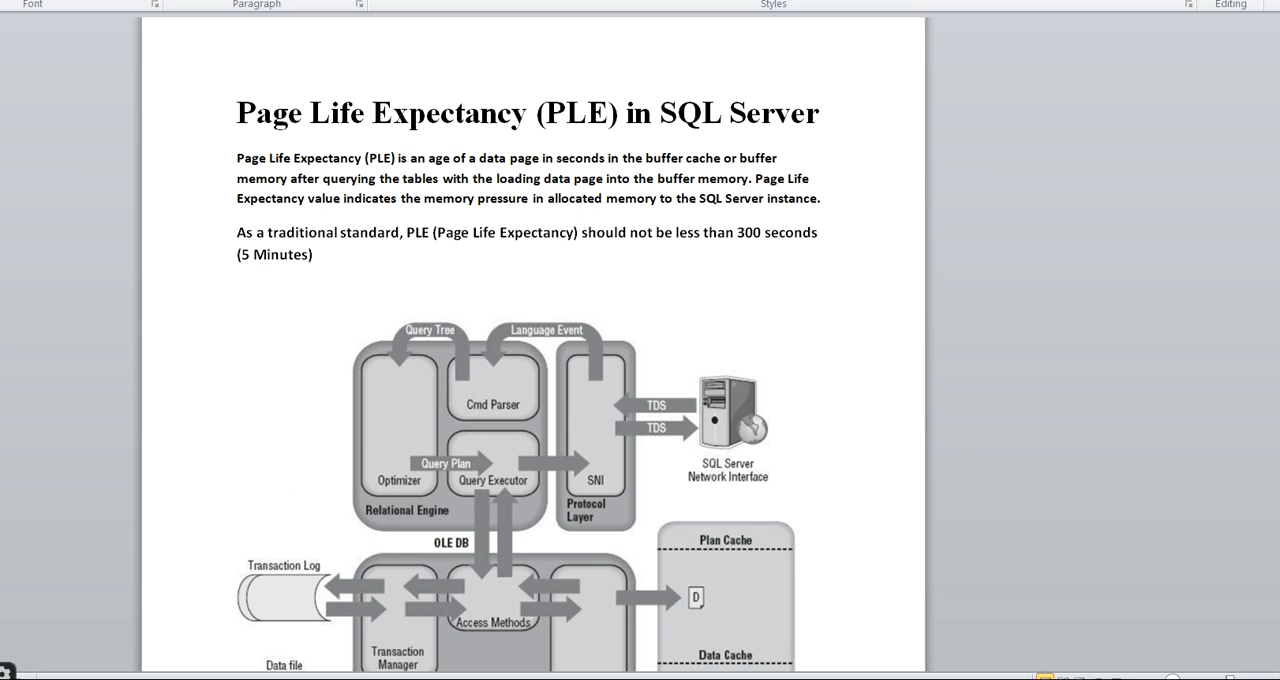 Font
Paragraph
Styles
Editing
Page Life Expectancy (PLE) in SQL Server
Page Life Expectancy (PLE) is an age of a data page in seconds in the buffer cache or buffer
memory after querying the tables with the loading data page into the buffer memory. Page Life
Expectancy value indicates the memory pressure in allocated memory to the SQL Server instance.
As a traditional standard, PLE (Page Life Expectancy) should not be less than 300 seconds
(5 Minutes)
Query Tree
Language Event
Cmd Parser
TDS
TDS
SQL Server
Network Interface
Query Plan
Optimizer
Query Executor
SNI
Relational Engine
Protocol
Layer
OLE DB
Plan Cache
Transaction Log
D
Access Methods
Transaction
Manager
Data Cache
Data file